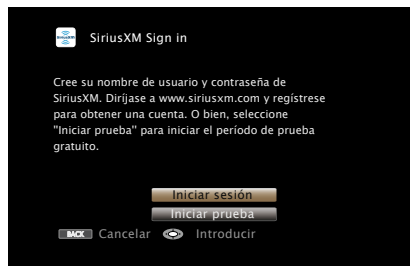 SiriusXM Sign in
Cree su nombre de usuario y contraseña de
SiriusXM. Diríjase a www.siriusxm.com y regístrese
para obtener una cuenta. O bien, seleccione
"Iniciar prueba" para iniciar el período de prueba
gratuito.
Iniciar sesión
Iniciar prueba
BACK Cancelar Introducir